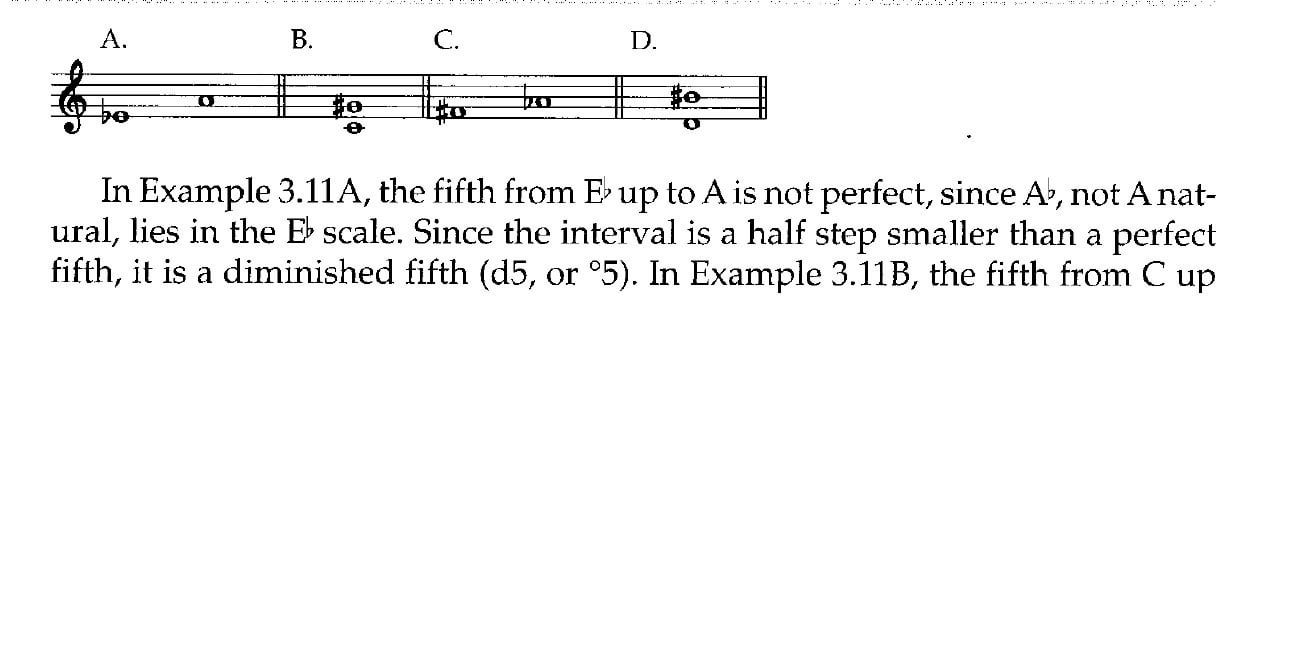 A. B. C. D.
In Example 3.11A, the fifth from E♭ up to A is not perfect, since A♭, not A nat-
ural, lies in the E♭ scale. Since the interval is a half step smaller than a perfect
fifth, it is a diminished fifth (d5, or °5). In Example 3.11B, the fifth from C up